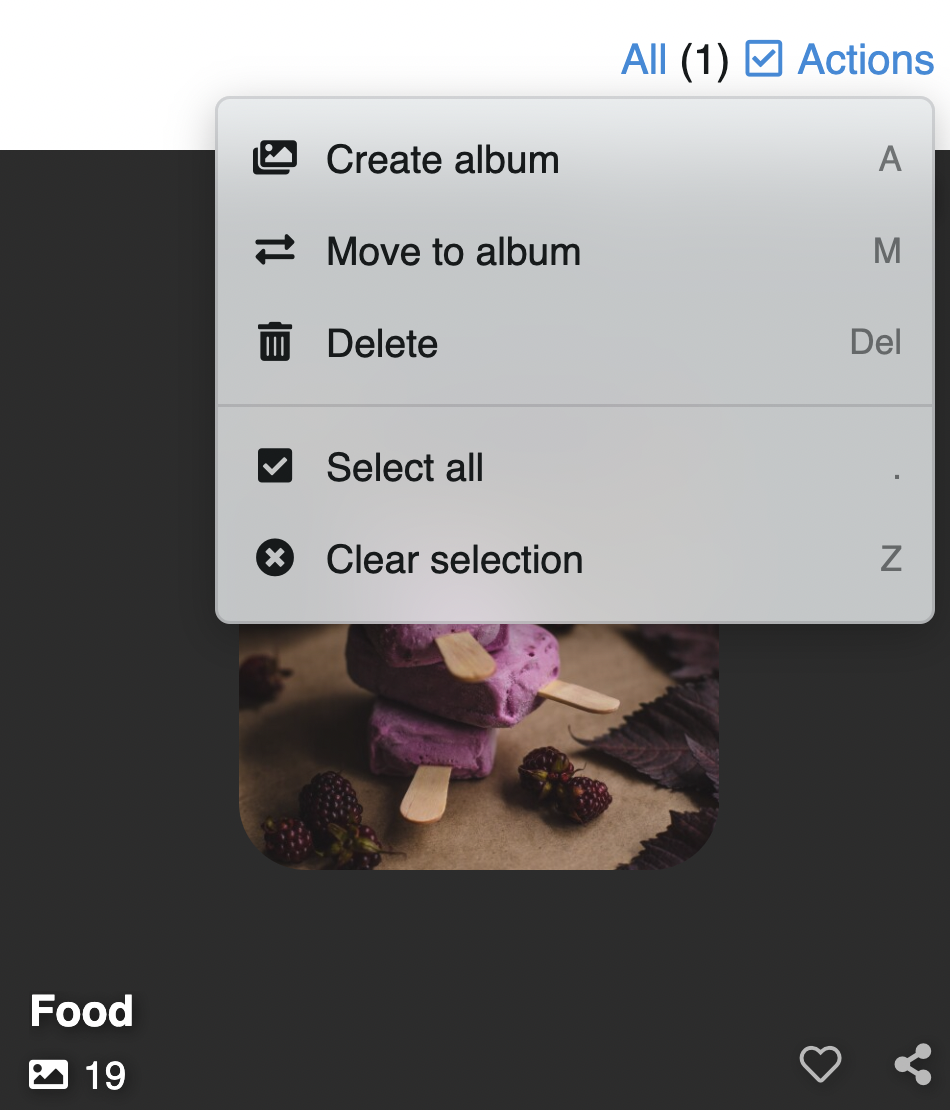 All (1) Actions
Create album A
Move to album M
Delete Del
Select all .
Clear selection Z
Food
19